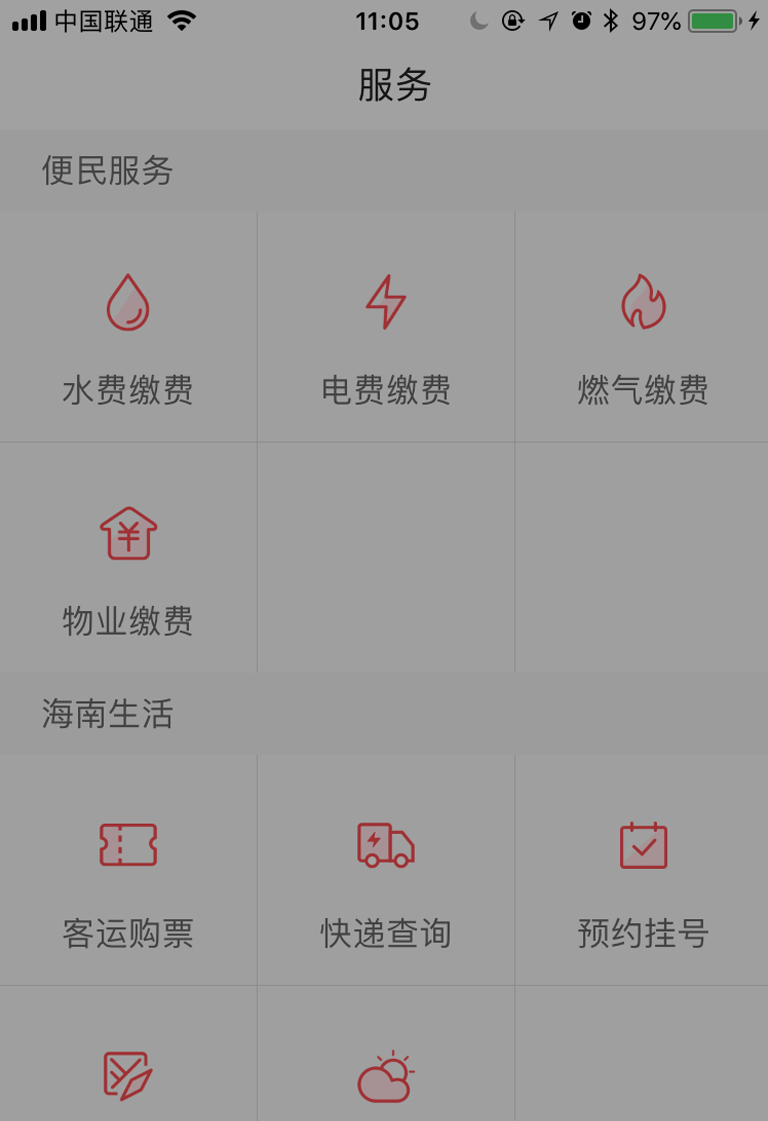 中国联通 11:05 97%
服务
便民服务
水费缴费 电费缴费 燃气缴费
物业缴费
海南生活
客运购票 快递查询 预约挂号